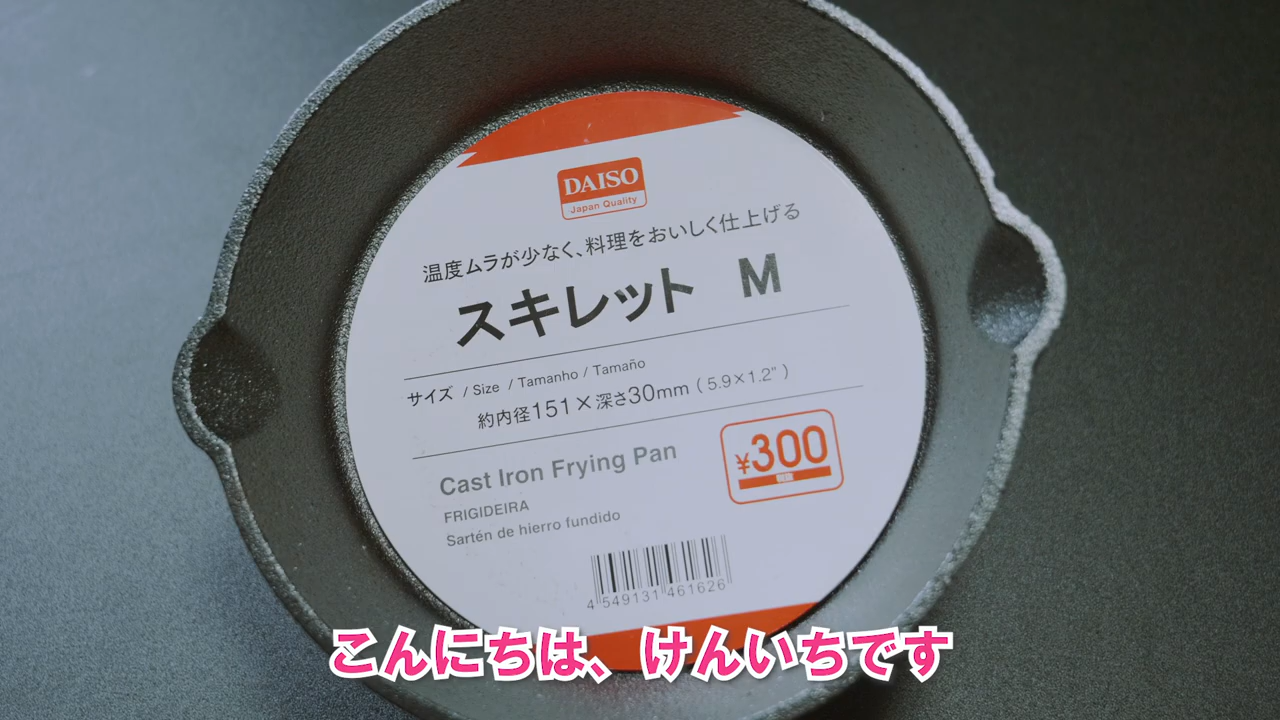 DAISO
Japan Quality
温度ムラが少なく、料理をおいしく仕上げる
スキレット M
サイズ / Size / Tamanho / Tamaño
約内径151×深さ30mm ( 5.9×1.2" )
Cast Iron Frying Pan
¥300
FRIGIDEIRA
Sartén de hierro fundido
4 549131 461626
こんにちは、けんいちです